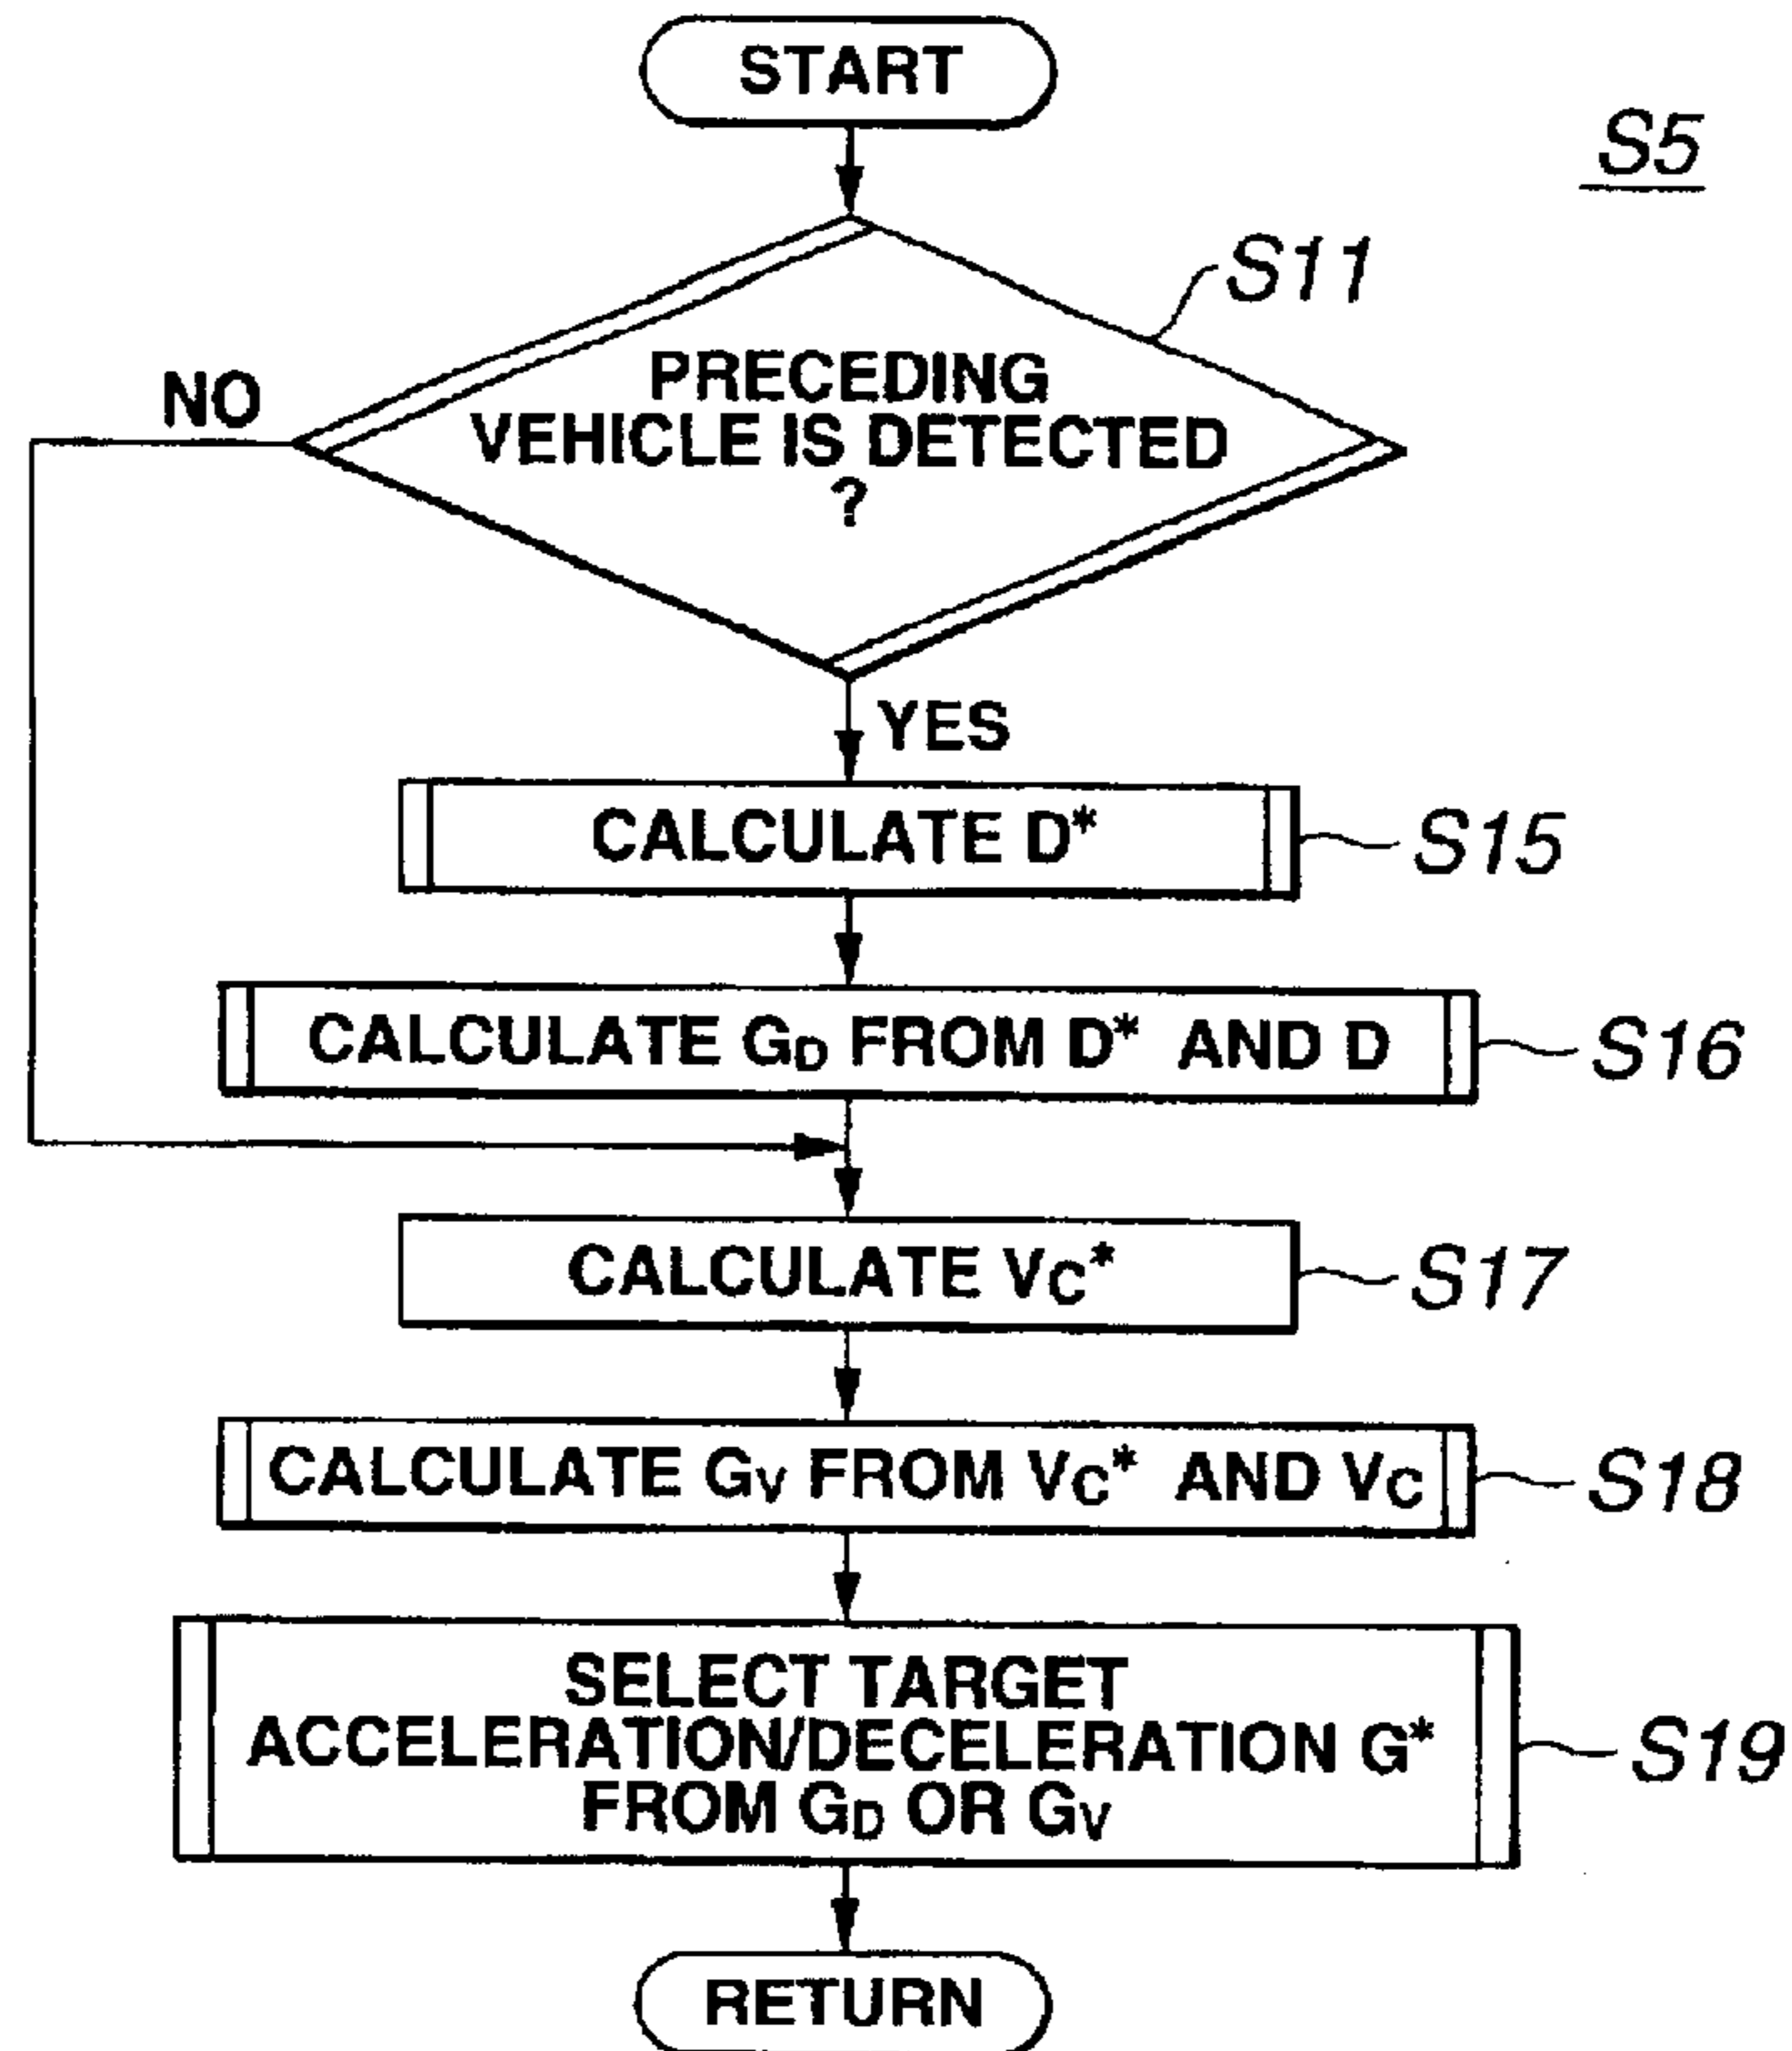 START
S5
S11
PRECEDING
VEHICLE IS DETECTED
?
NO
YES
CALCULATE D*
S15
CALCULATE GD FROM D* AND D
S16
CALCULATE VC*
S17
CALCULATE GV FROM VC* AND VC
S18
SELECT TARGET
ACCELERATION/DECELERATION G*
FROM GD OR GV
S19
RETURN